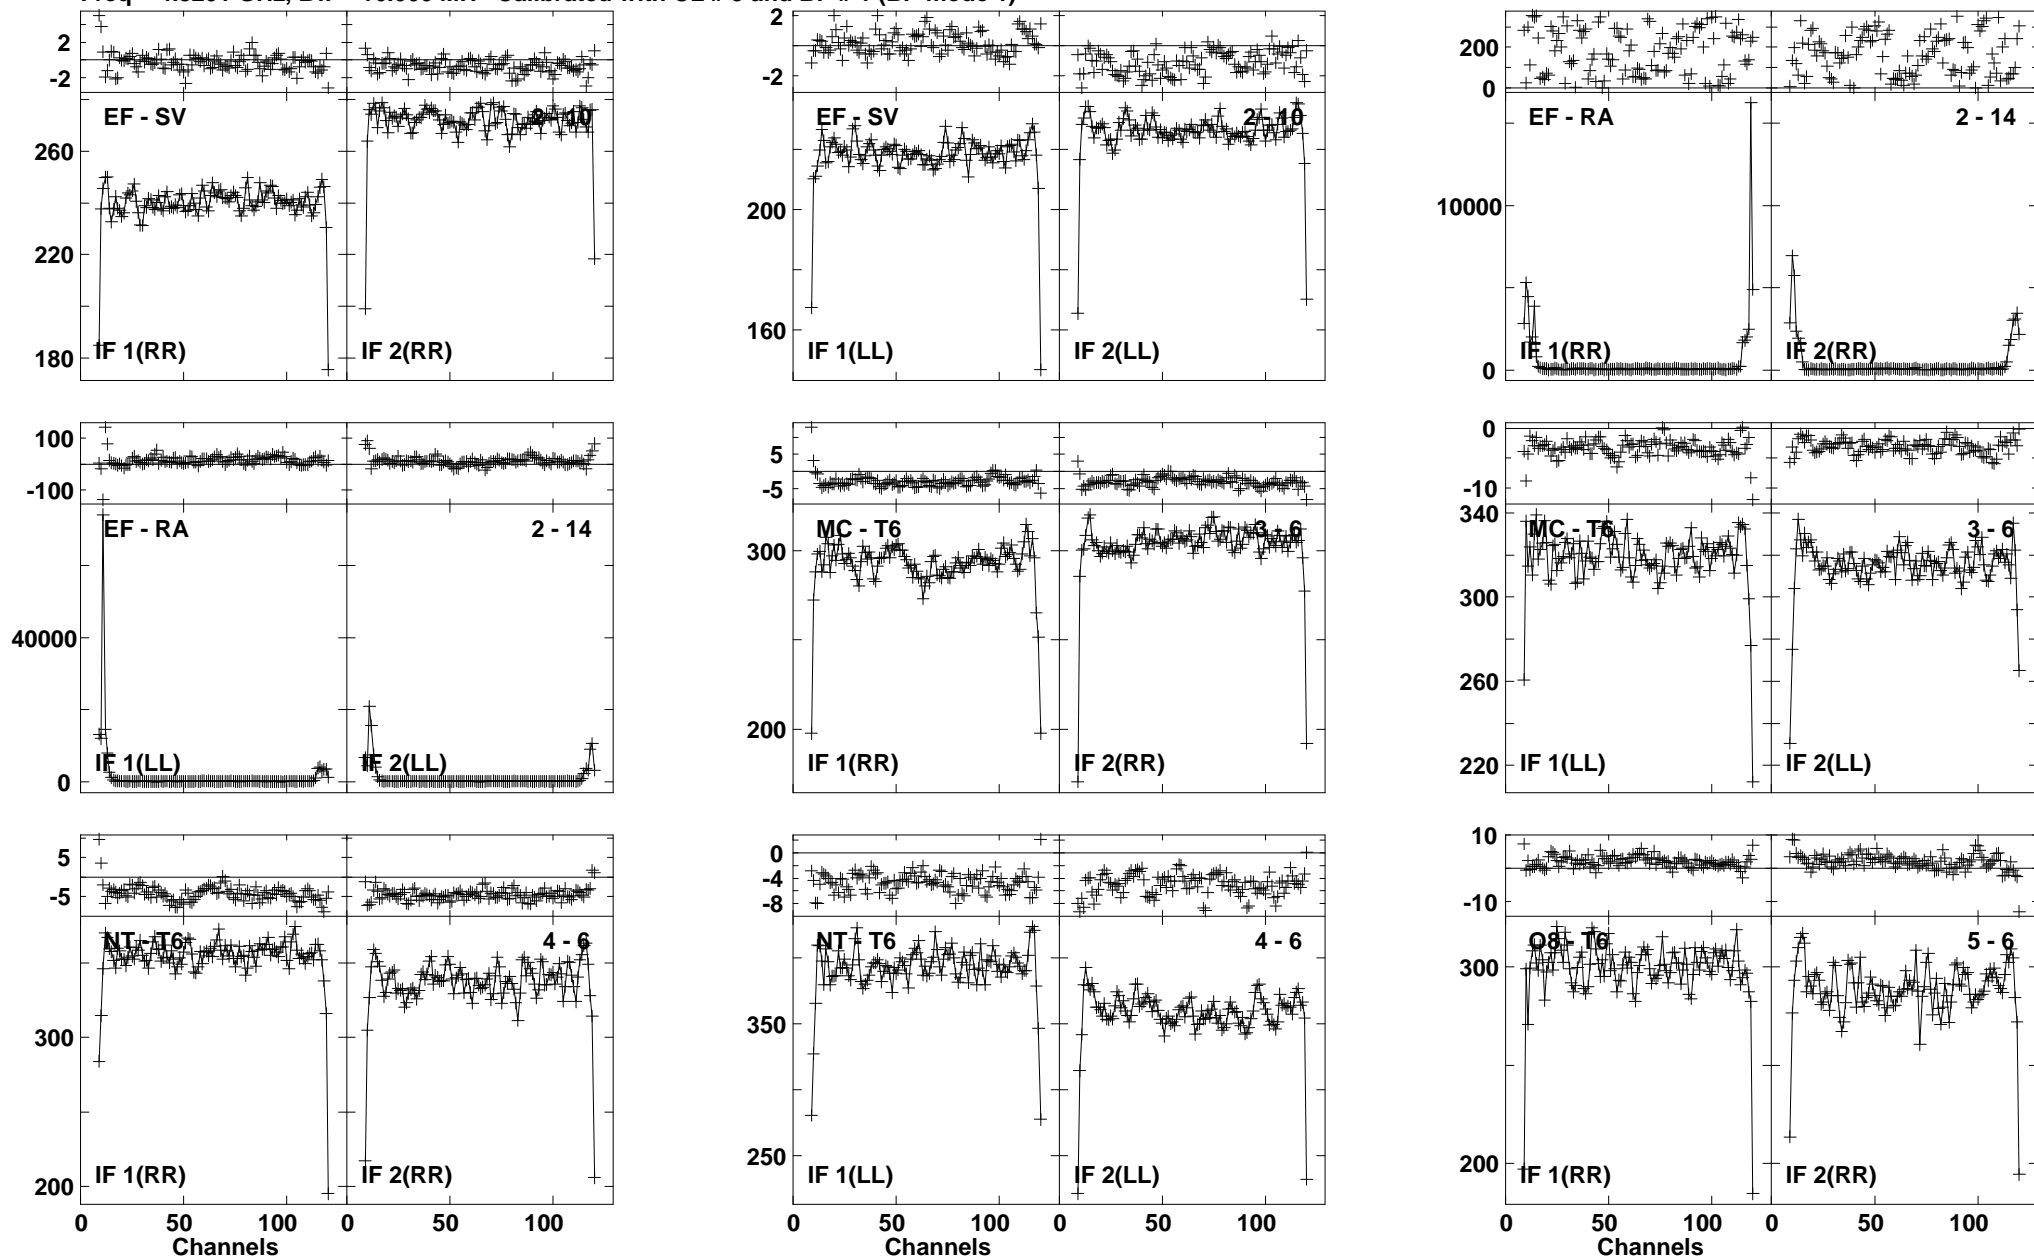 2
-2
EF - SV
2 - 10
260
220
180
IF 1(RR)
IF 2(RR)
2
-2
EF - SV
2 - 10
200
160
IF 1(LL)
IF 2(LL)
200
0
EF - RA
2 - 14
10000
0
IF 1(RR)
IF 2(RR)
100
-100
EF - RA
2 - 14
40000
0
IF 1(LL)
IF 2(LL)
5
-5
MC - T6
3 - 6
300
200
IF 1(RR)
IF 2(RR)
0
-10
340
MC - T6
3 - 6
300
260
220
IF 1(LL)
IF 2(LL)
5
-5
NT - T6
4 - 6
300
200
IF 1(RR)
IF 2(RR)
0 50 100 0 50 100
Channels
0
-4
-8
NT - T6
4 - 6
350
250
IF 1(LL)
IF 2(LL)
0 50 100 0 50 100
Channels
10
0
-10
O8 - T6
5 - 6
300
200
IF 1(RR)
IF 2(RR)
0 50 100 0 50 100
Channels